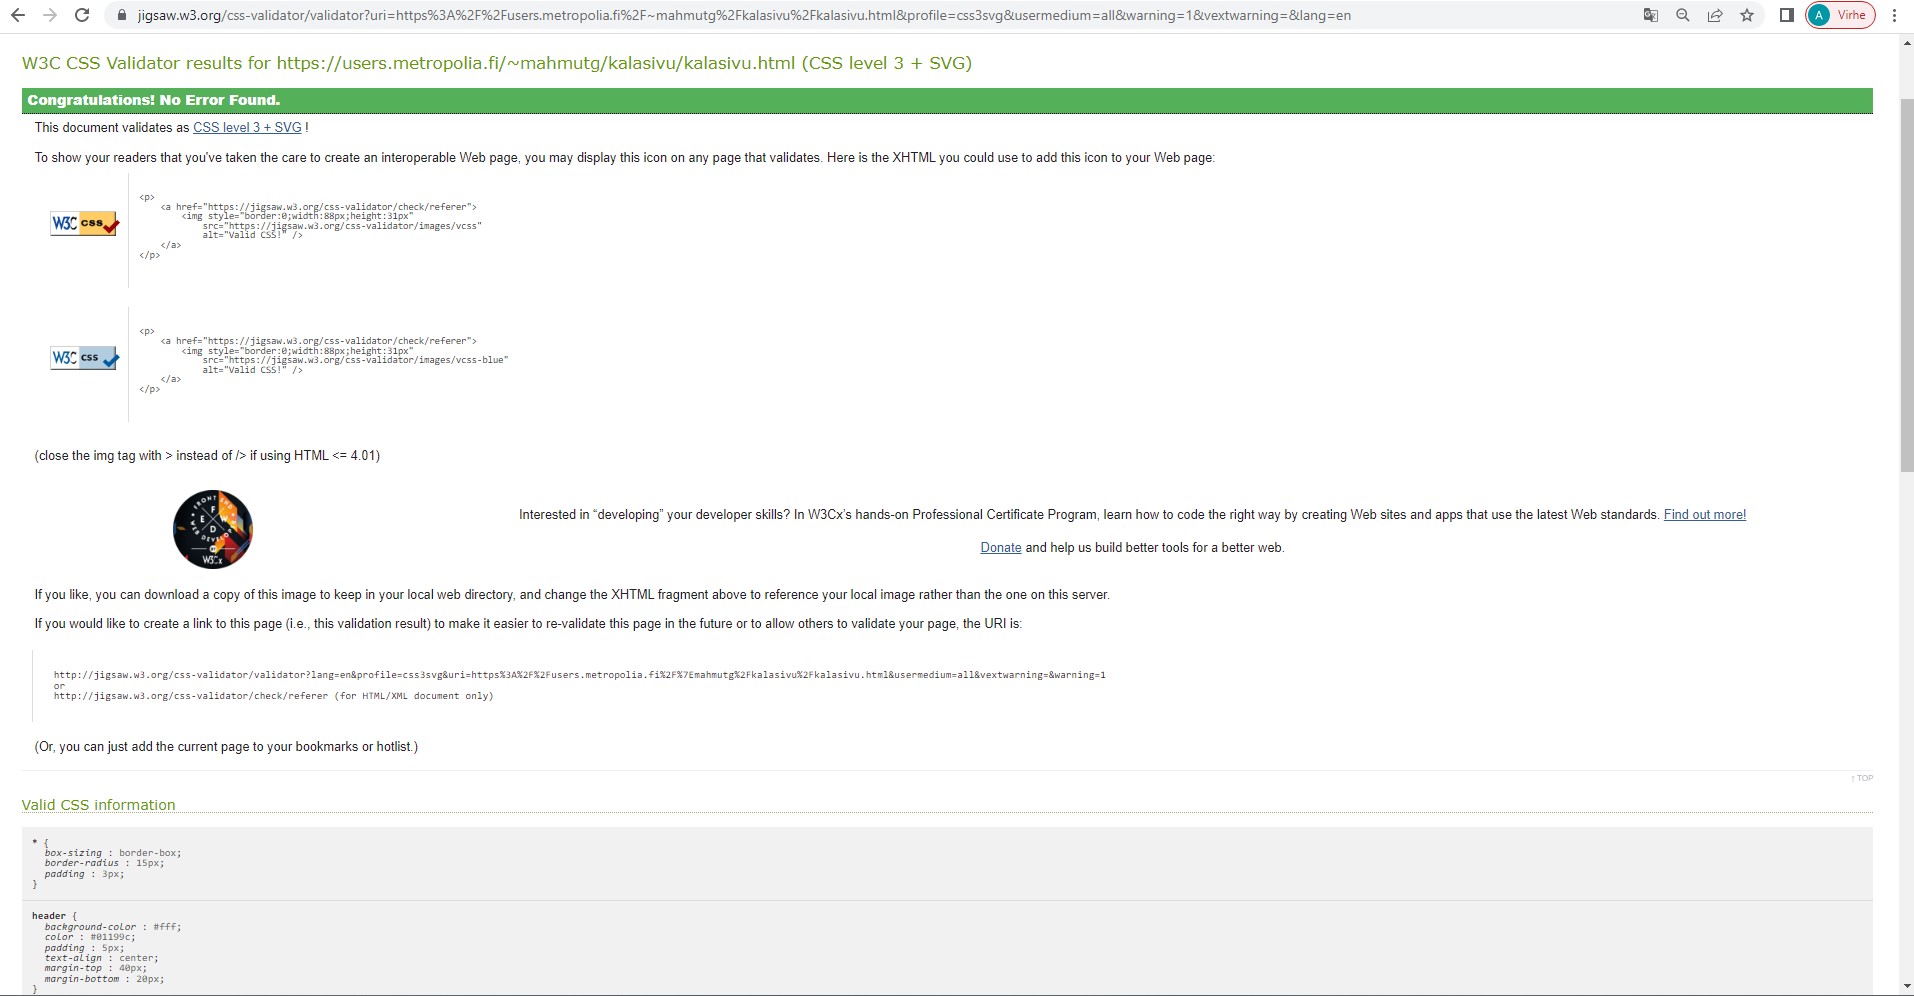 jigsaw.w3.org/css-validator/validator?uri=https%3A%2F%2Fusers.metropolia.fi%2F~mahmutg%2Fkalasivu%2Fkalasivu.html&profile=css3svg&usermedium=all&warning=1&vextwarning=&lang=en
A Virhe
W3C CSS Validator results for https://users.metropolia.fi/~mahmutg/kalasivu/kalasivu.html (CSS level 3 + SVG)
Congratulations! No Error Found.
This document validates as CSS level 3 + SVG !
To show your readers that you've taken the care to create an interoperable Web page, you may display this icon on any page that validates. Here is the XHTML you could use to add this icon to your Web page:
<p>
<a href="https://jigsaw.w3.org/css-validator/check/referer">
<img style="border:0;width:88px;height:31px"
W3C css
src="https://jigsaw.w3.org/css-validator/images/vcss"
alt="Valid CSS!" />
</a>
</p>
<p>
<a href="https://jigsaw.w3.org/css-validator/check/referer">
<img style="border:0;width:88px;height:31px"
W3C css
src="https://jigsaw.w3.org/css-validator/images/vcss-blue"
alt="Valid CSS!" />
</a>
</p>
(close the img tag with > instead of /> if using HTML <= 4.01)
FRONT END
F E W D
WEB DEVELOPER
W3Cx
Interested in “developing” your developer skills? In W3Cx’s hands-on Professional Certificate Program, learn how to code the right way by creating Web sites and apps that use the latest Web standards. Find out more!
Donate and help us build better tools for a better web.
If you like, you can download a copy of this image to keep in your local web directory, and change the XHTML fragment above to reference your local image rather than the one on this server.
If you would like to create a link to this page (i.e., this validation result) to make it easier to re-validate this page in the future or to allow others to validate your page, the URI is:
http://jigsaw.w3.org/css-validator/validator?lang=en&profile=css3svg&uri=https%3A%2F%2Fusers.metropolia.fi%2F%7Emahmutg%2Fkalasivu%2Fkalasivu.html&usermedium=all&vextwarning=&warning=1
or
http://jigsaw.w3.org/css-validator/check/referer (for HTML/XML document only)
(Or, you can just add the current page to your bookmarks or hotlist.)
↑ TOP
Valid CSS information
* {
box-sizing : border-box;
border-radius : 15px;
padding : 3px;
}
header {
background-color : #fff;
color : #01199c;
padding : 5px;
text-align : center;
margin-top : 40px;
margin-bottom : 20px;
}